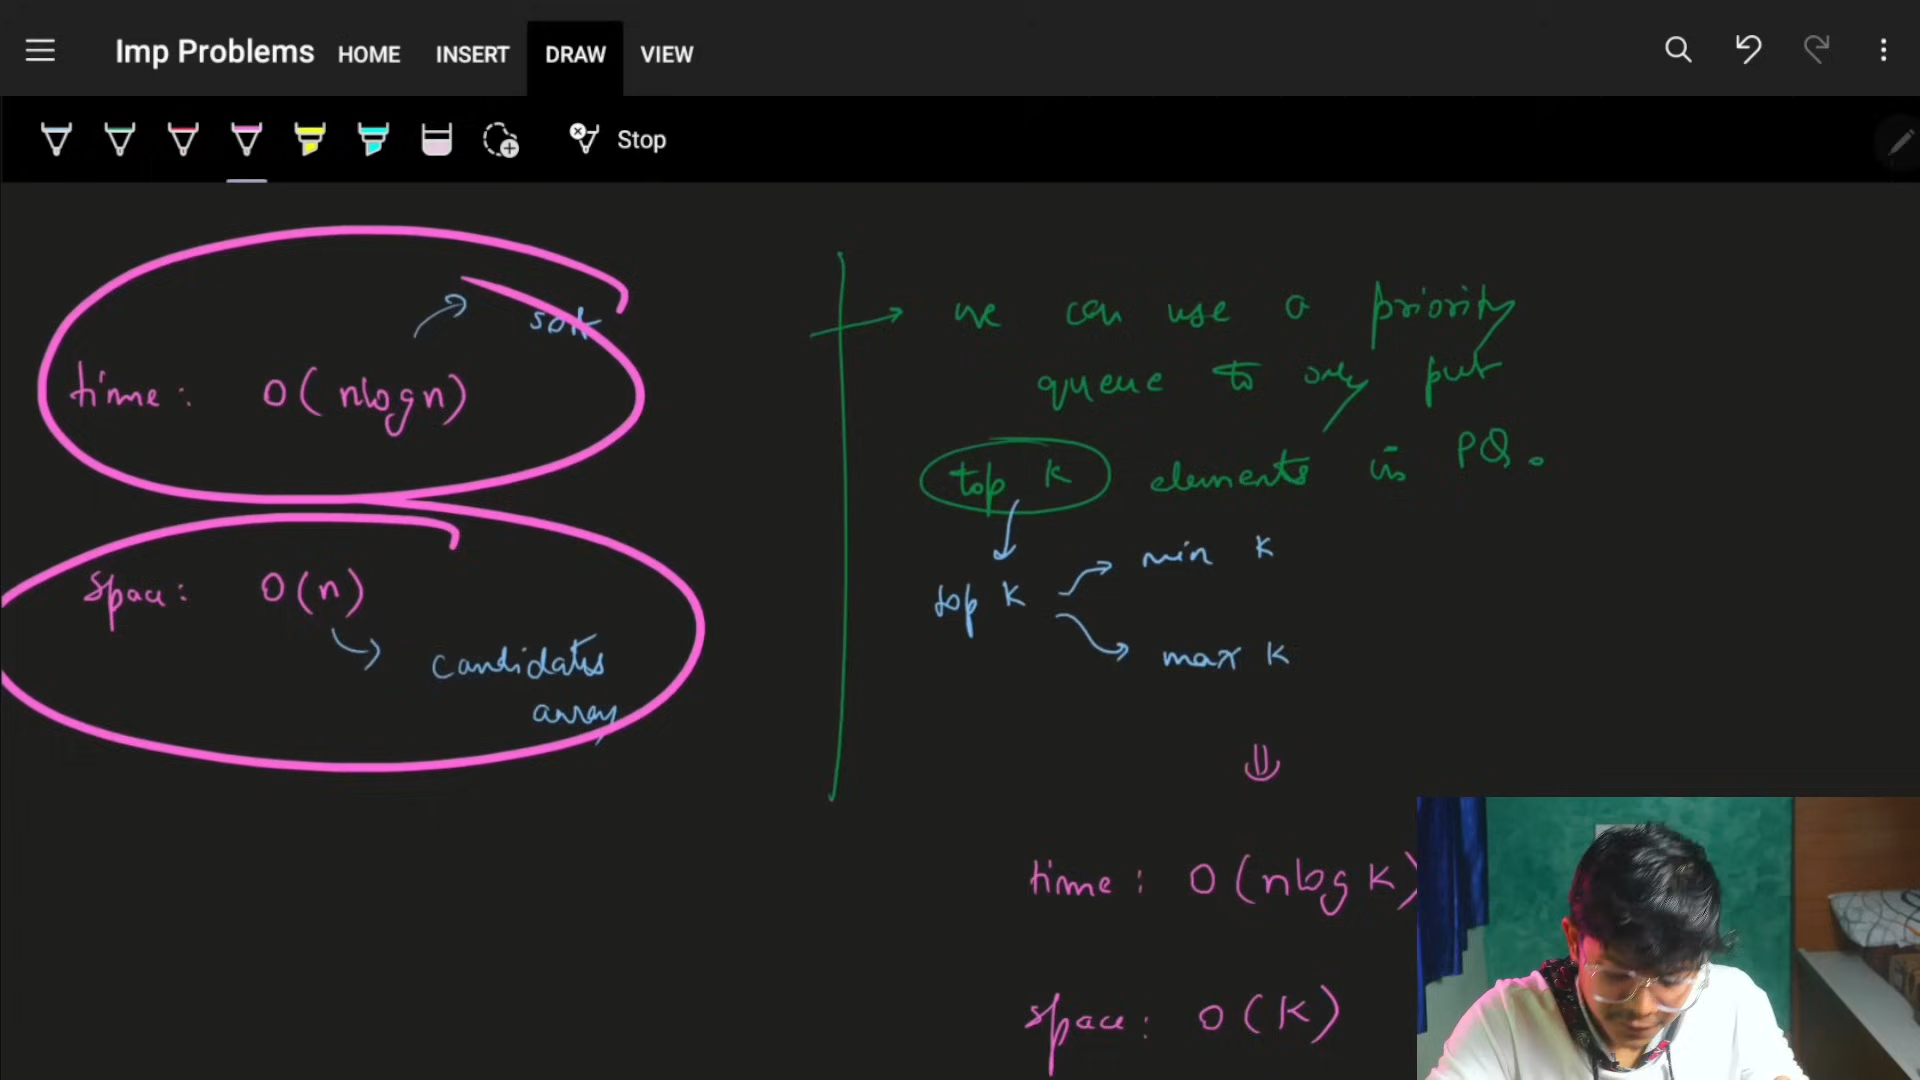 Imp Problems HOME INSERT DRAW VIEW
Stop
sort
time: O(nlogn)
space: O(n)
candidates
array
we can use a priority
queue to only put
top K elements in PQ.
top K
min K
max K
time: O(nlog K)
space: O(K)